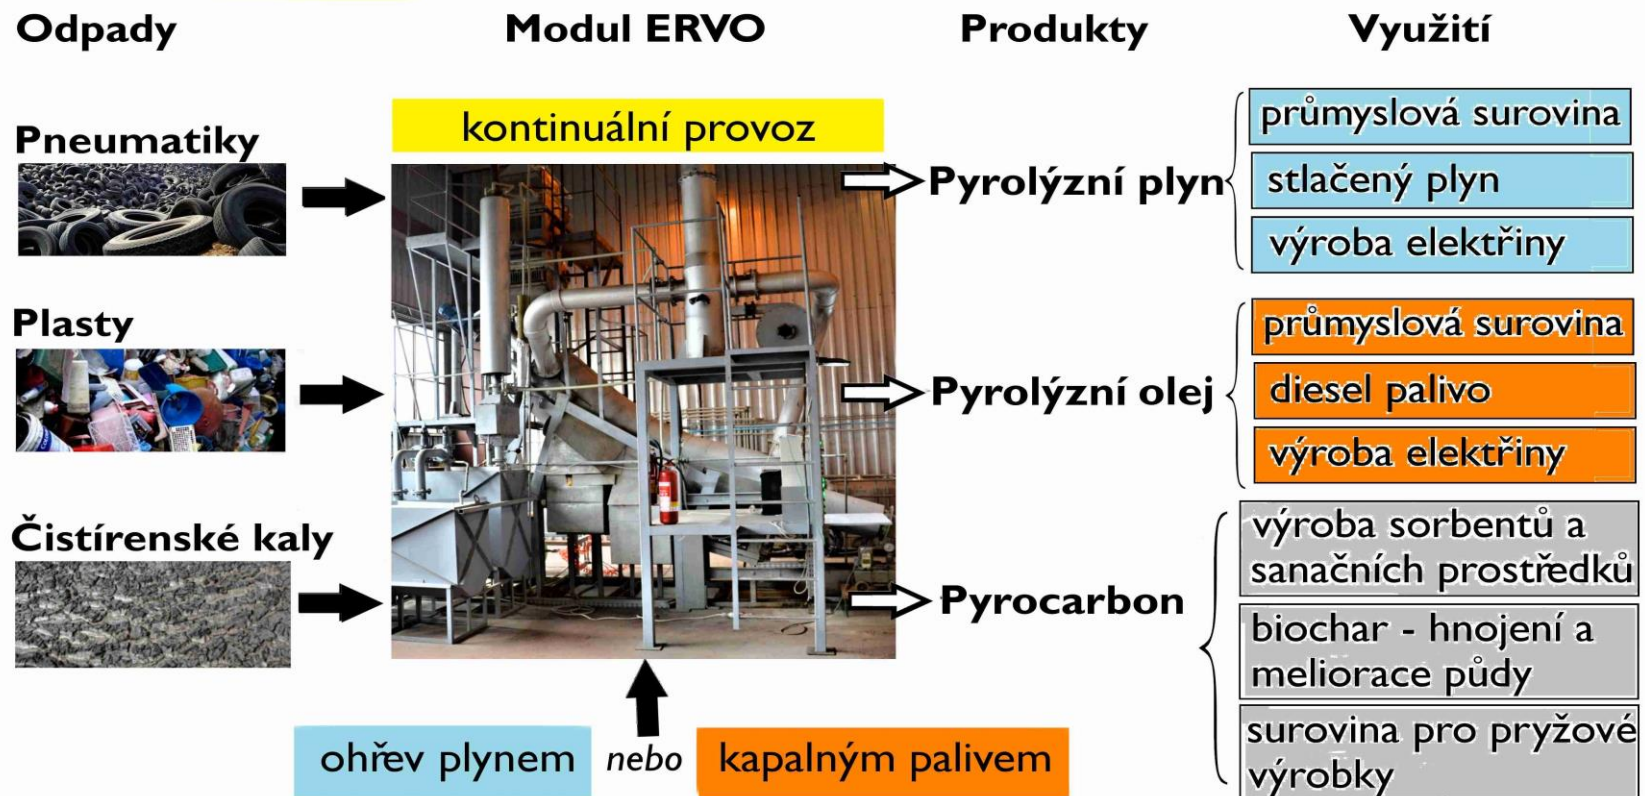 Odpady
Modul ERVO
Produkty
Využití
Pneumatiky
Plasty
Čistírenské kaly
kontinuální provoz
ohřev plynem
nebo
kapalným palivem
Pyrolýzní plyn
průmyslová surovina
stlačený plyn
výroba elektřiny
Pyrolýzní olej
průmyslová surovina
diesel palivo
výroba elektřiny
Pyrocarbon
výroba sorbentů a
sanačních prostředků
biochar - hnojení a
meliorace půdy
surovina pro pryžové
výrobky